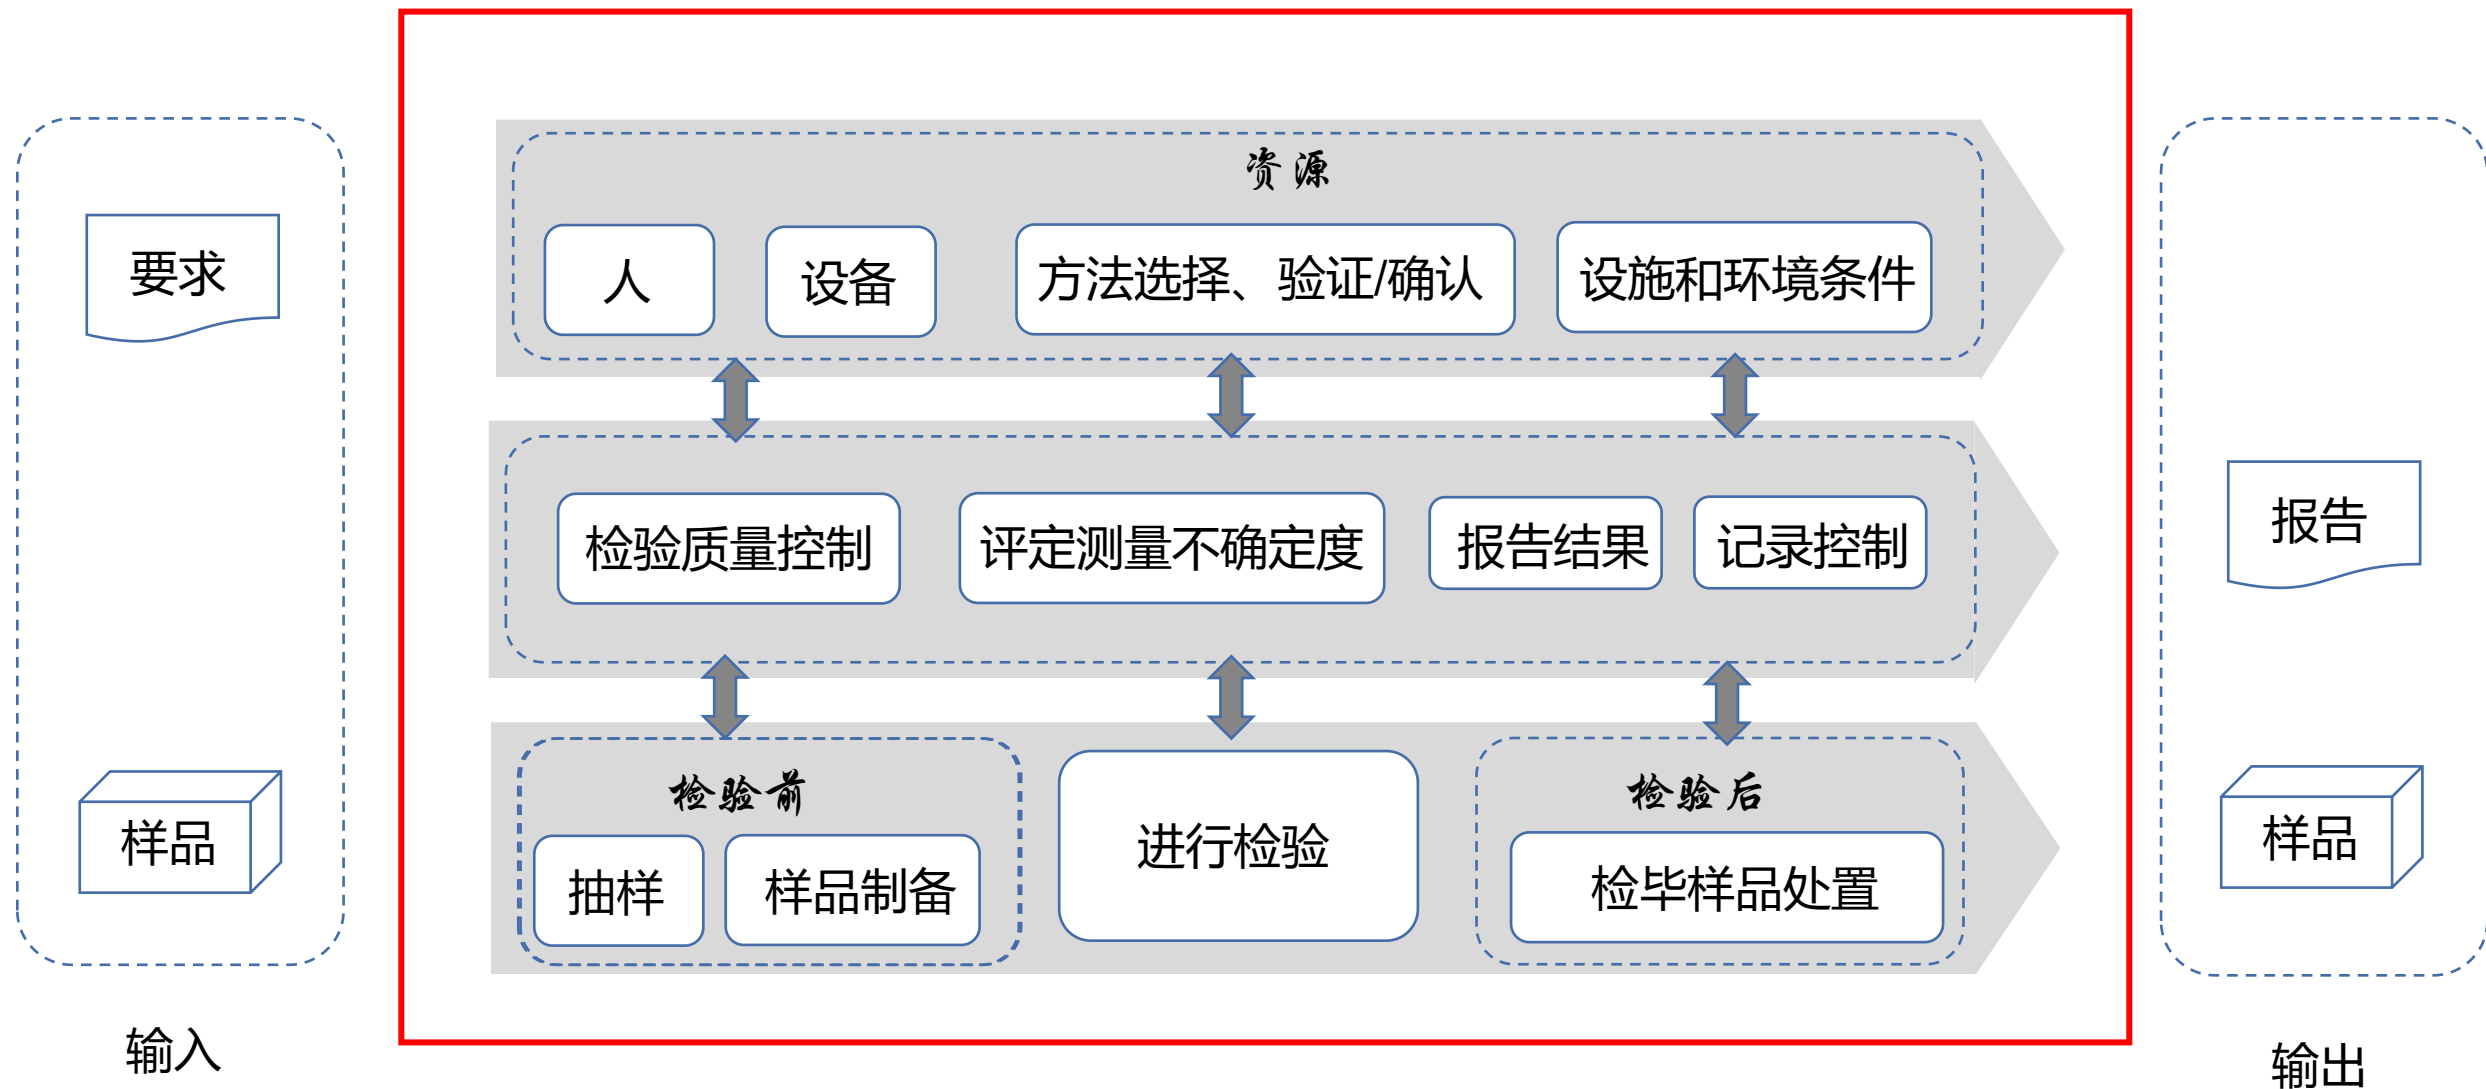 要求
样品
输入
资源
人
设备
方法选择、验证/确认
设施和环境条件
检验质量控制
评定测量不确定度
报告结果
记录控制
检验前
抽样
样品制备
进行检验
检验后
检毕样品处置
报告
样品
输出